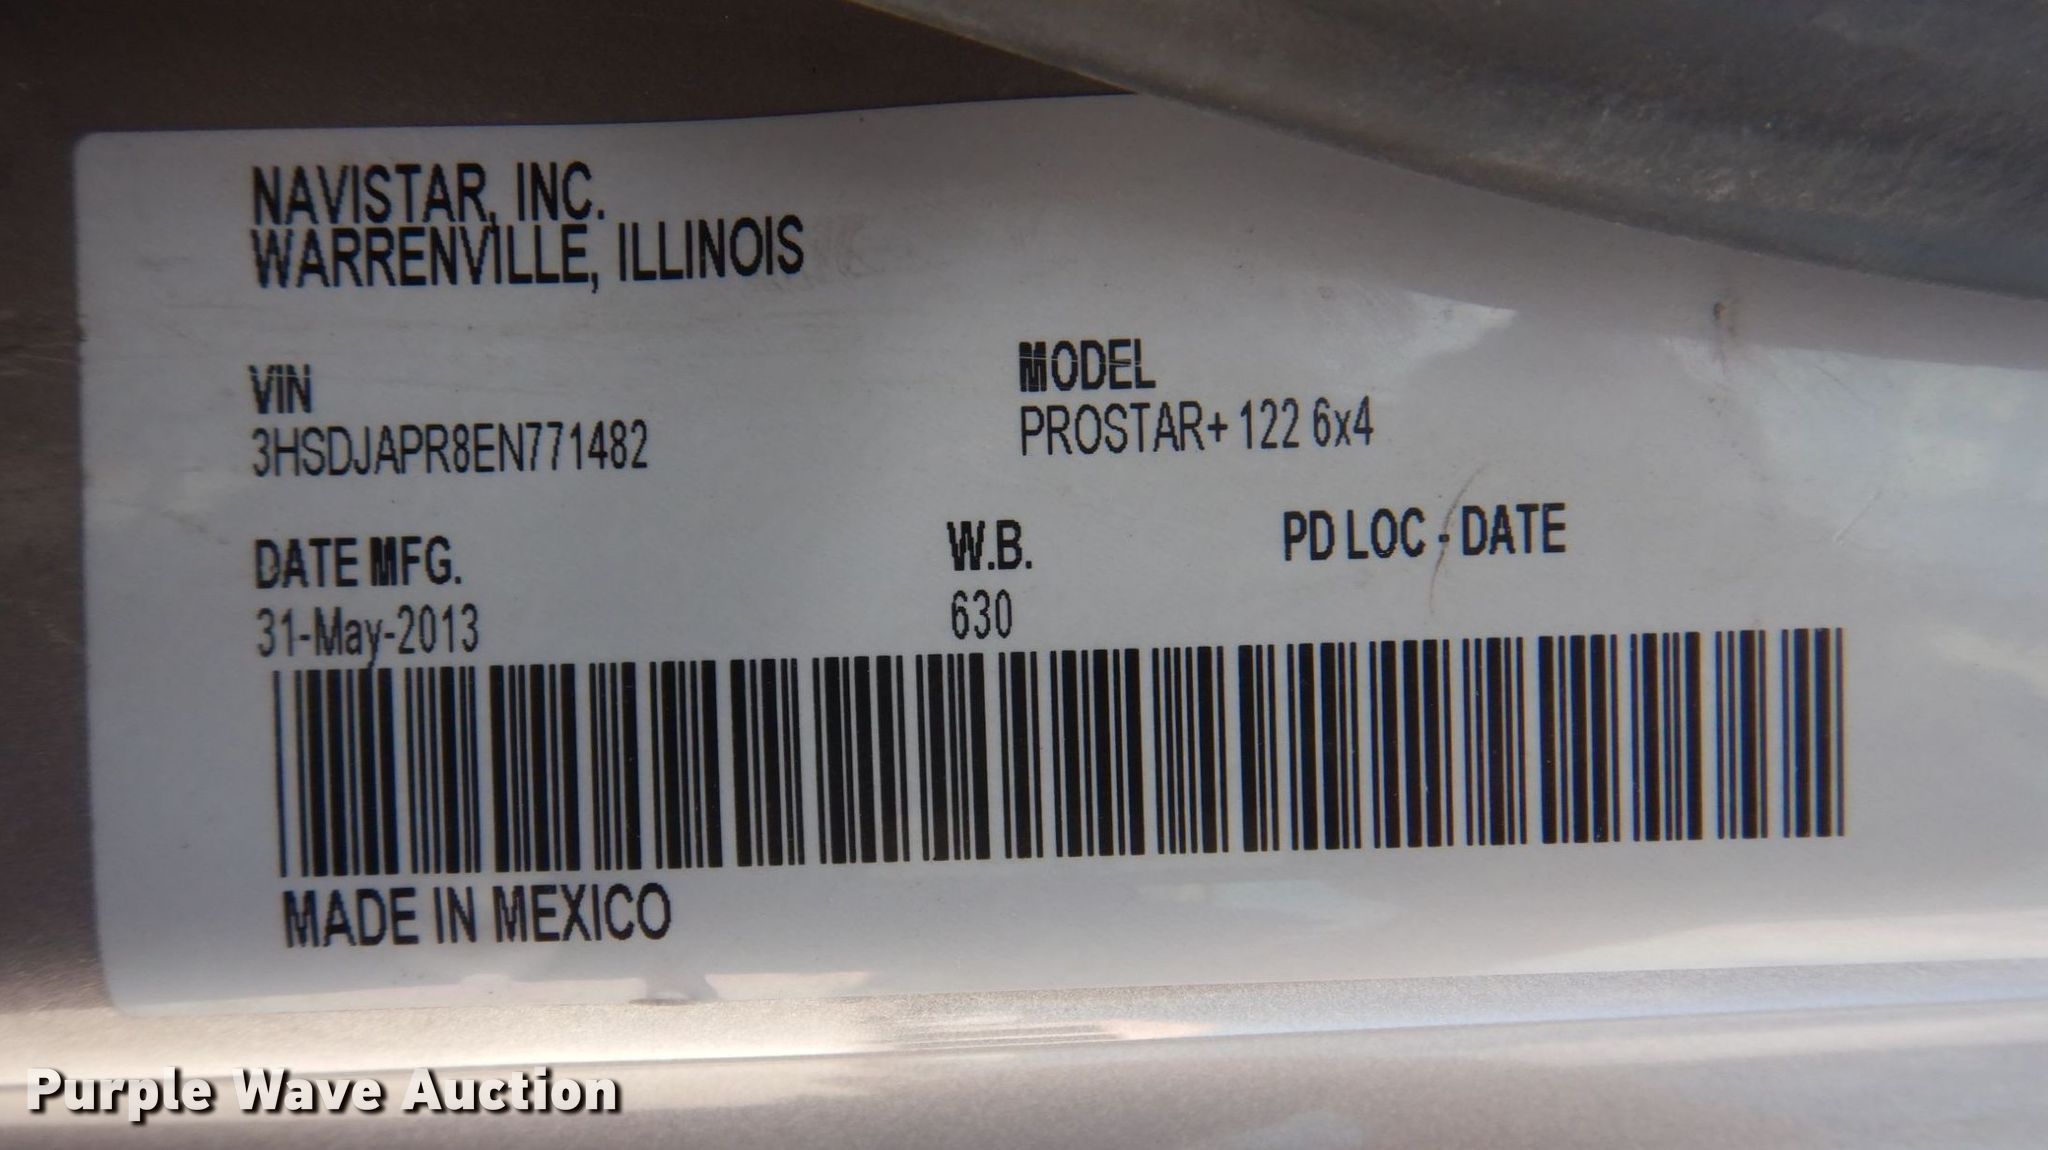 NAVISTAR, INC.
WARRENVILLE, ILLINOIS
VIN
3HSDJAPR8EN771482
MODEL
PROSTAR+ 122 6x4
DATE MFG.
31-May-2013
W.B.
630
PD LOC - DATE
MADE IN MEXICO
Purple Wave Auction